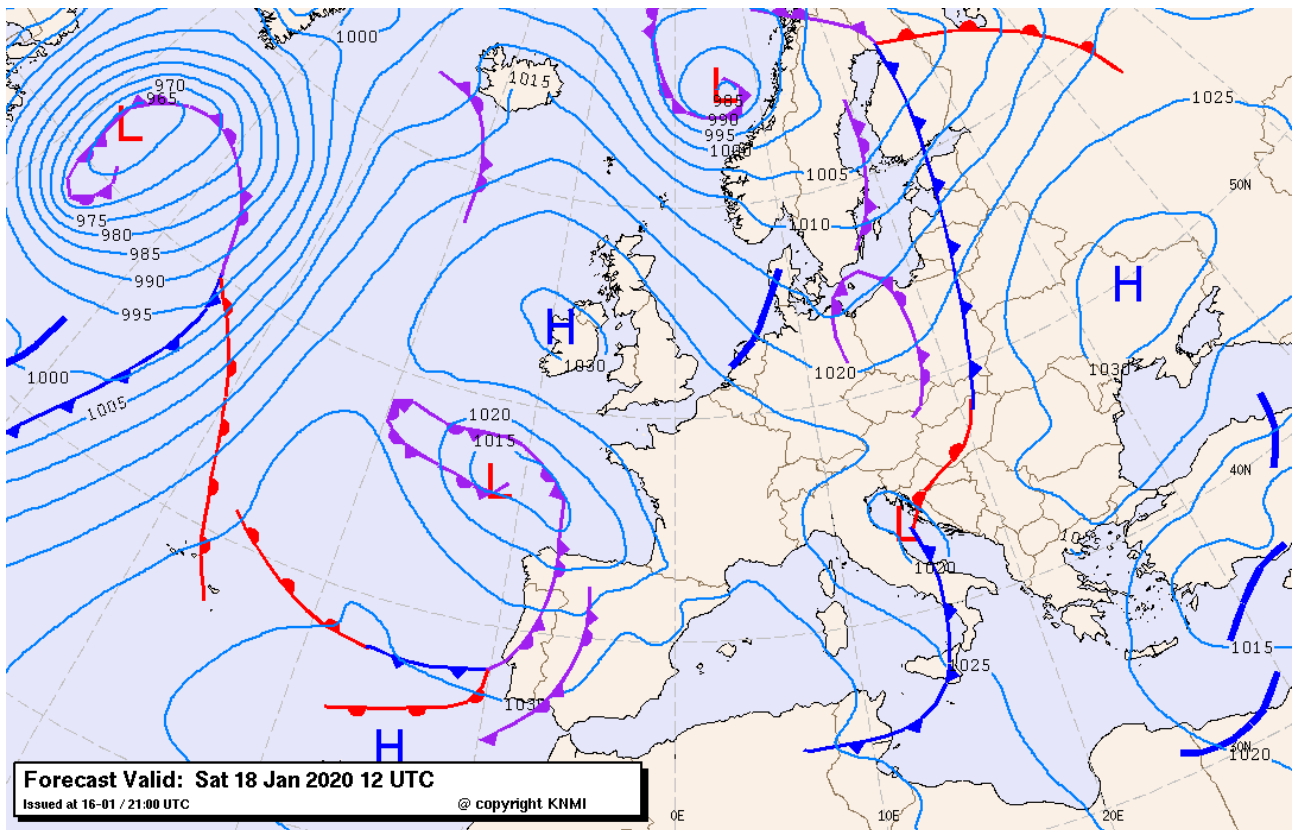 1000
970
965
L
1015
L
985
990
995
1000
1025
1005
50N
975
980
985
990
995
1010
H
H
1000
1005
1030
1020
1030
1020
1015
L
40N
L
1020
1015
1025
1030
H
30N
1020
Forecast Valid: Sat 18 Jan 2020 12 UTC
Issued at 16-01 / 21:00 UTC
@ copyright KNMI
0E
10E
20E